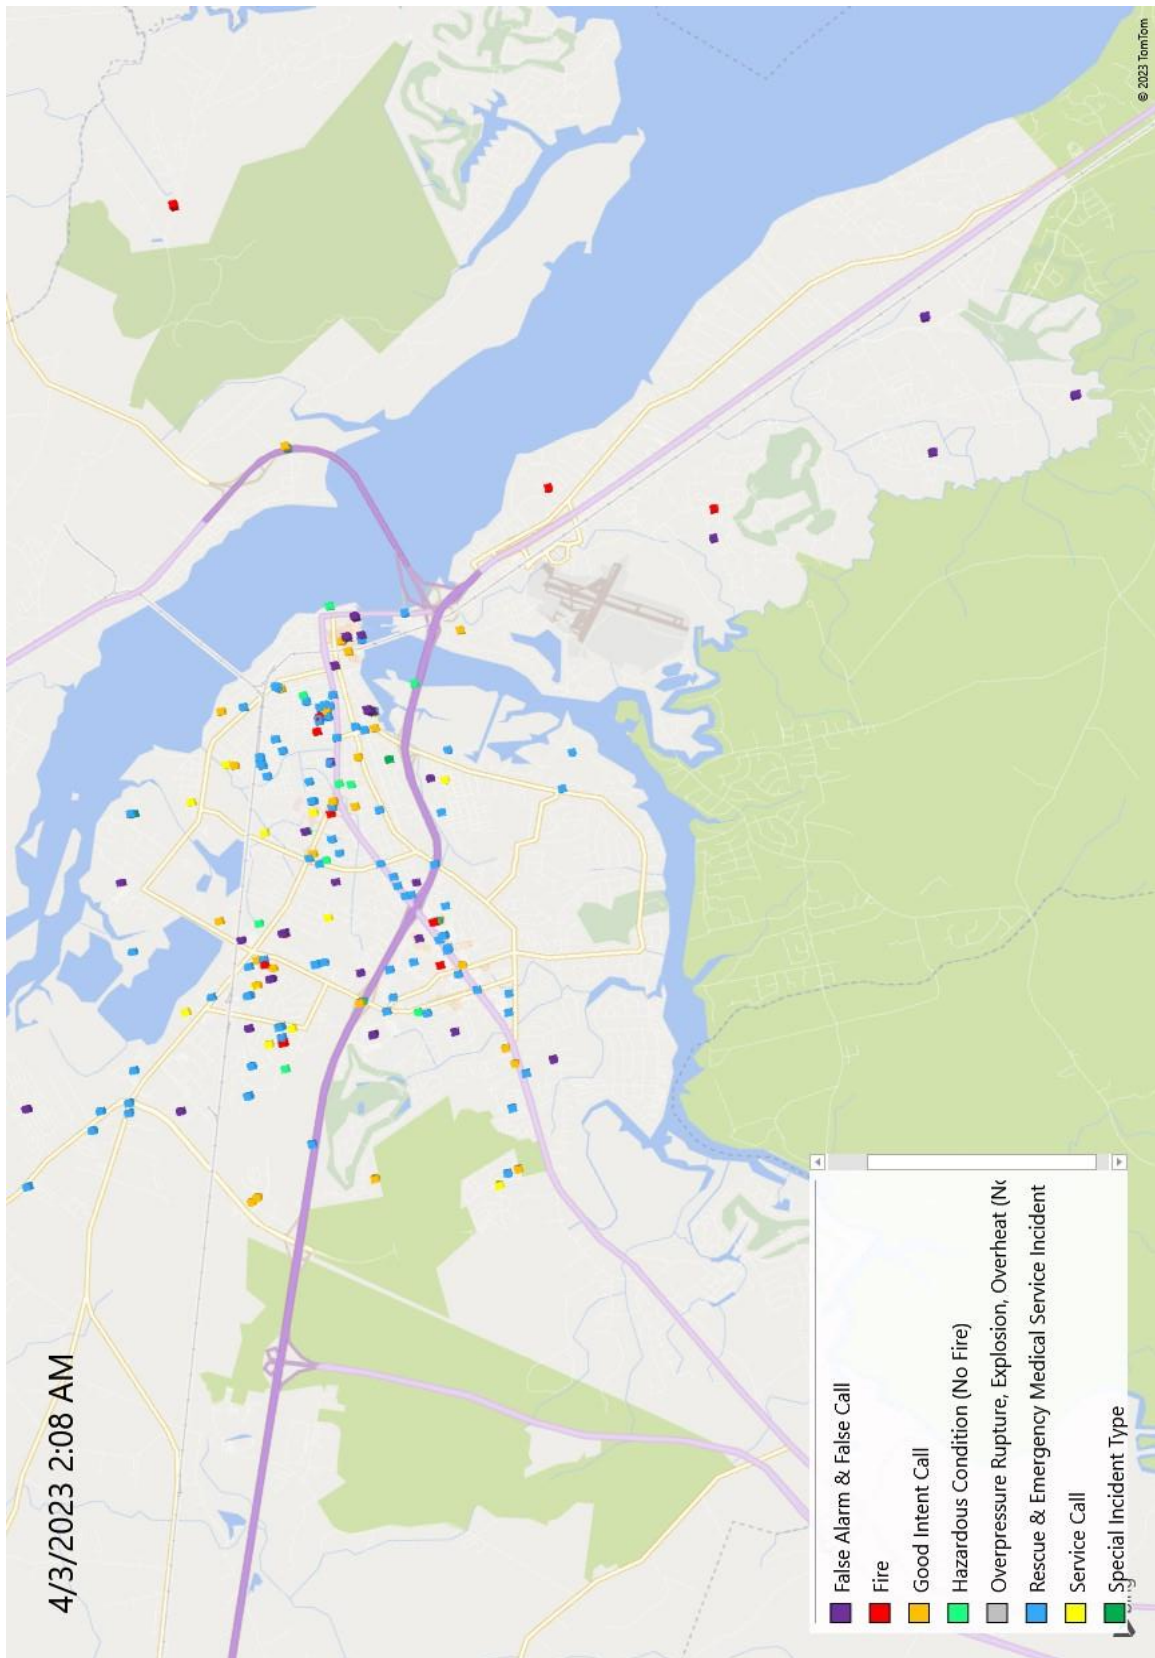 4/3/2023 2:08 AM
False Alarm & False Call
Fire
Good Intent Call
Hazardous Condition (No Fire)
Overpressure Rupture, Explosion, Overheat (No
Rescue & Emergency Medical Service Incident
Service Call
Special Incident Type
© 2023 TomTom